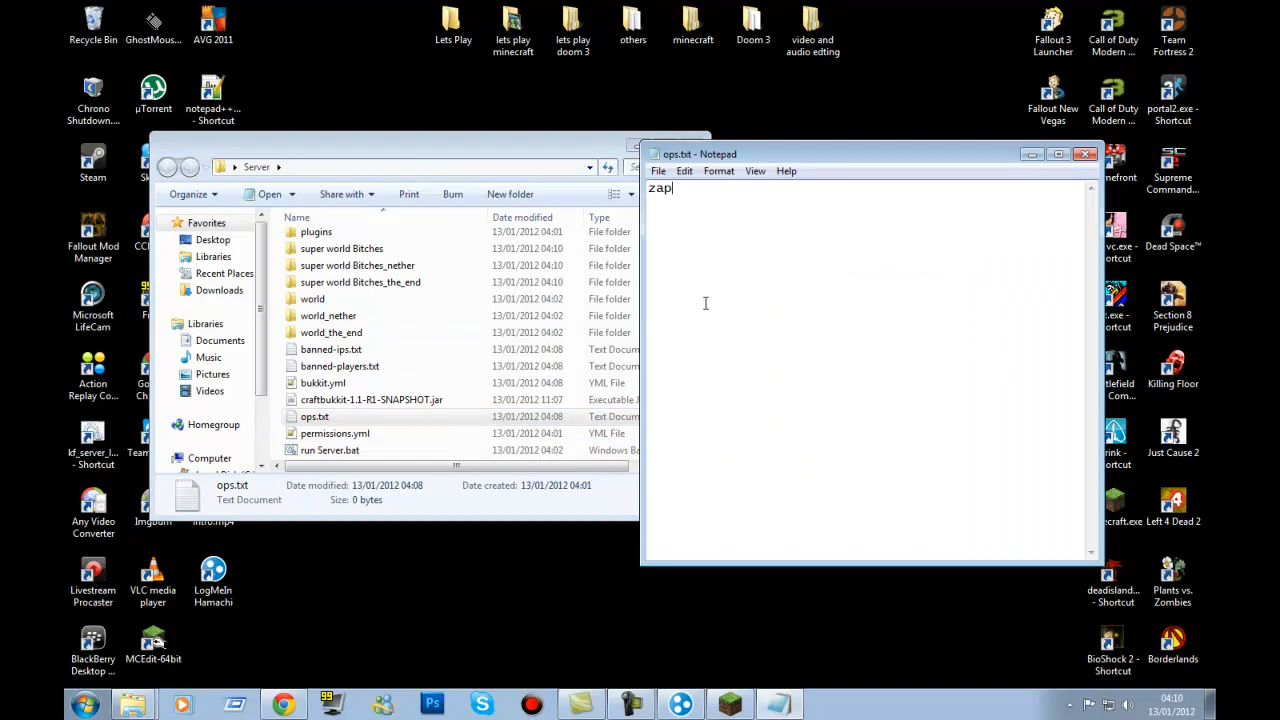 Recycle Bin
GhostMous...
AVG 2011
Lets Play
lets play minecraft
lets play doom 3
others
minecraft
Doom 3
video and audio edting
Fallout 3 Launcher
Call of Duty Modern ...
Team Fortress 2
Chrono Shutdown....
µTorrent
notepad++... - Shortcut
Fallout New Vegas
Call of Duty Modern ...
portal2.exe - Shortcut
Steam
Supreme Command...
Fallout Mod Manager
Dead Space™
Microsoft LifeCam
Section 8 Prejudice
Action Replay Co...
Killing Floor
kf_server_l... - Shortcut
Just Cause 2
Any Video Converter
Left 4 Dead 2
Livestream Procaster
VLC media player
LogMeIn Hamachi
deadisland... - Shortcut
Plants vs. Zombies
BlackBerry Desktop ...
MCEdit-64bit
BioShock 2 - Shortcut
Borderlands
Server
Organize
Open
Share with
Print
Burn
New folder
Name
Date modified
Type
Favorites
Desktop
Libraries
Recent Places
Downloads
Libraries
Documents
Music
Pictures
Videos
Homegroup
Computer
plugins 13/01/2012 04:01 File folder
super world Bitches 13/01/2012 04:10 File folder
super world Bitches_nether 13/01/2012 04:10 File folder
super world Bitches_the_end 13/01/2012 04:10 File folder
world 13/01/2012 04:02 File folder
world_nether 13/01/2012 04:02 File folder
world_the_end 13/01/2012 04:02 File folder
banned-ips.txt 13/01/2012 04:08 Text Docum
banned-players.txt 13/01/2012 04:08 Text Docum
bukkit.yml 13/01/2012 04:08 YML File
craftbukkit-1.1-R1-SNAPSHOT.jar 13/01/2012 11:07 Executable J
ops.txt 13/01/2012 04:08 Text Docum
permissions.yml 13/01/2012 04:01 YML File
run Server.bat 13/01/2012 04:02 Windows Ba
ops.txt Date modified: 13/01/2012 04:08 Date created: 13/01/2012 04:01
Text Document Size: 0 bytes
ops.txt - Notepad
File Edit Format View Help
zap
04:10
13/01/2012